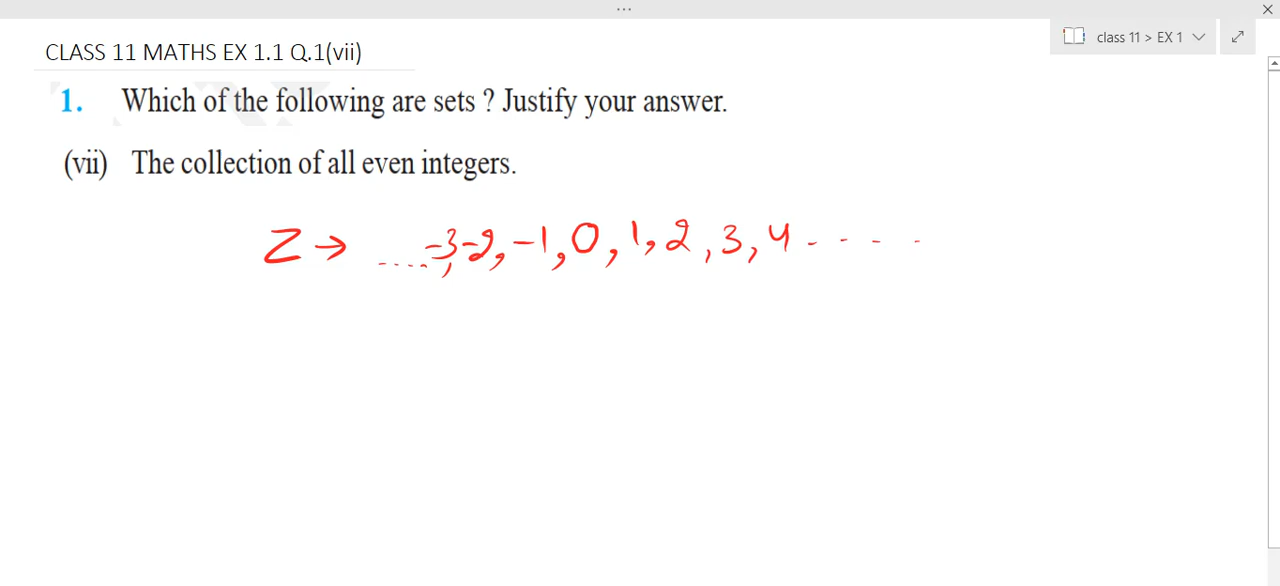 CLASS 11 MATHS EX 1.1 Q.1(vii)
class 11 > EX 1
1. Which of the following are sets ? Justify your answer.
(vii) The collection of all even integers.
Z → ....-3,-2, -1, 0, 1, 2, 3, 4 - - - -